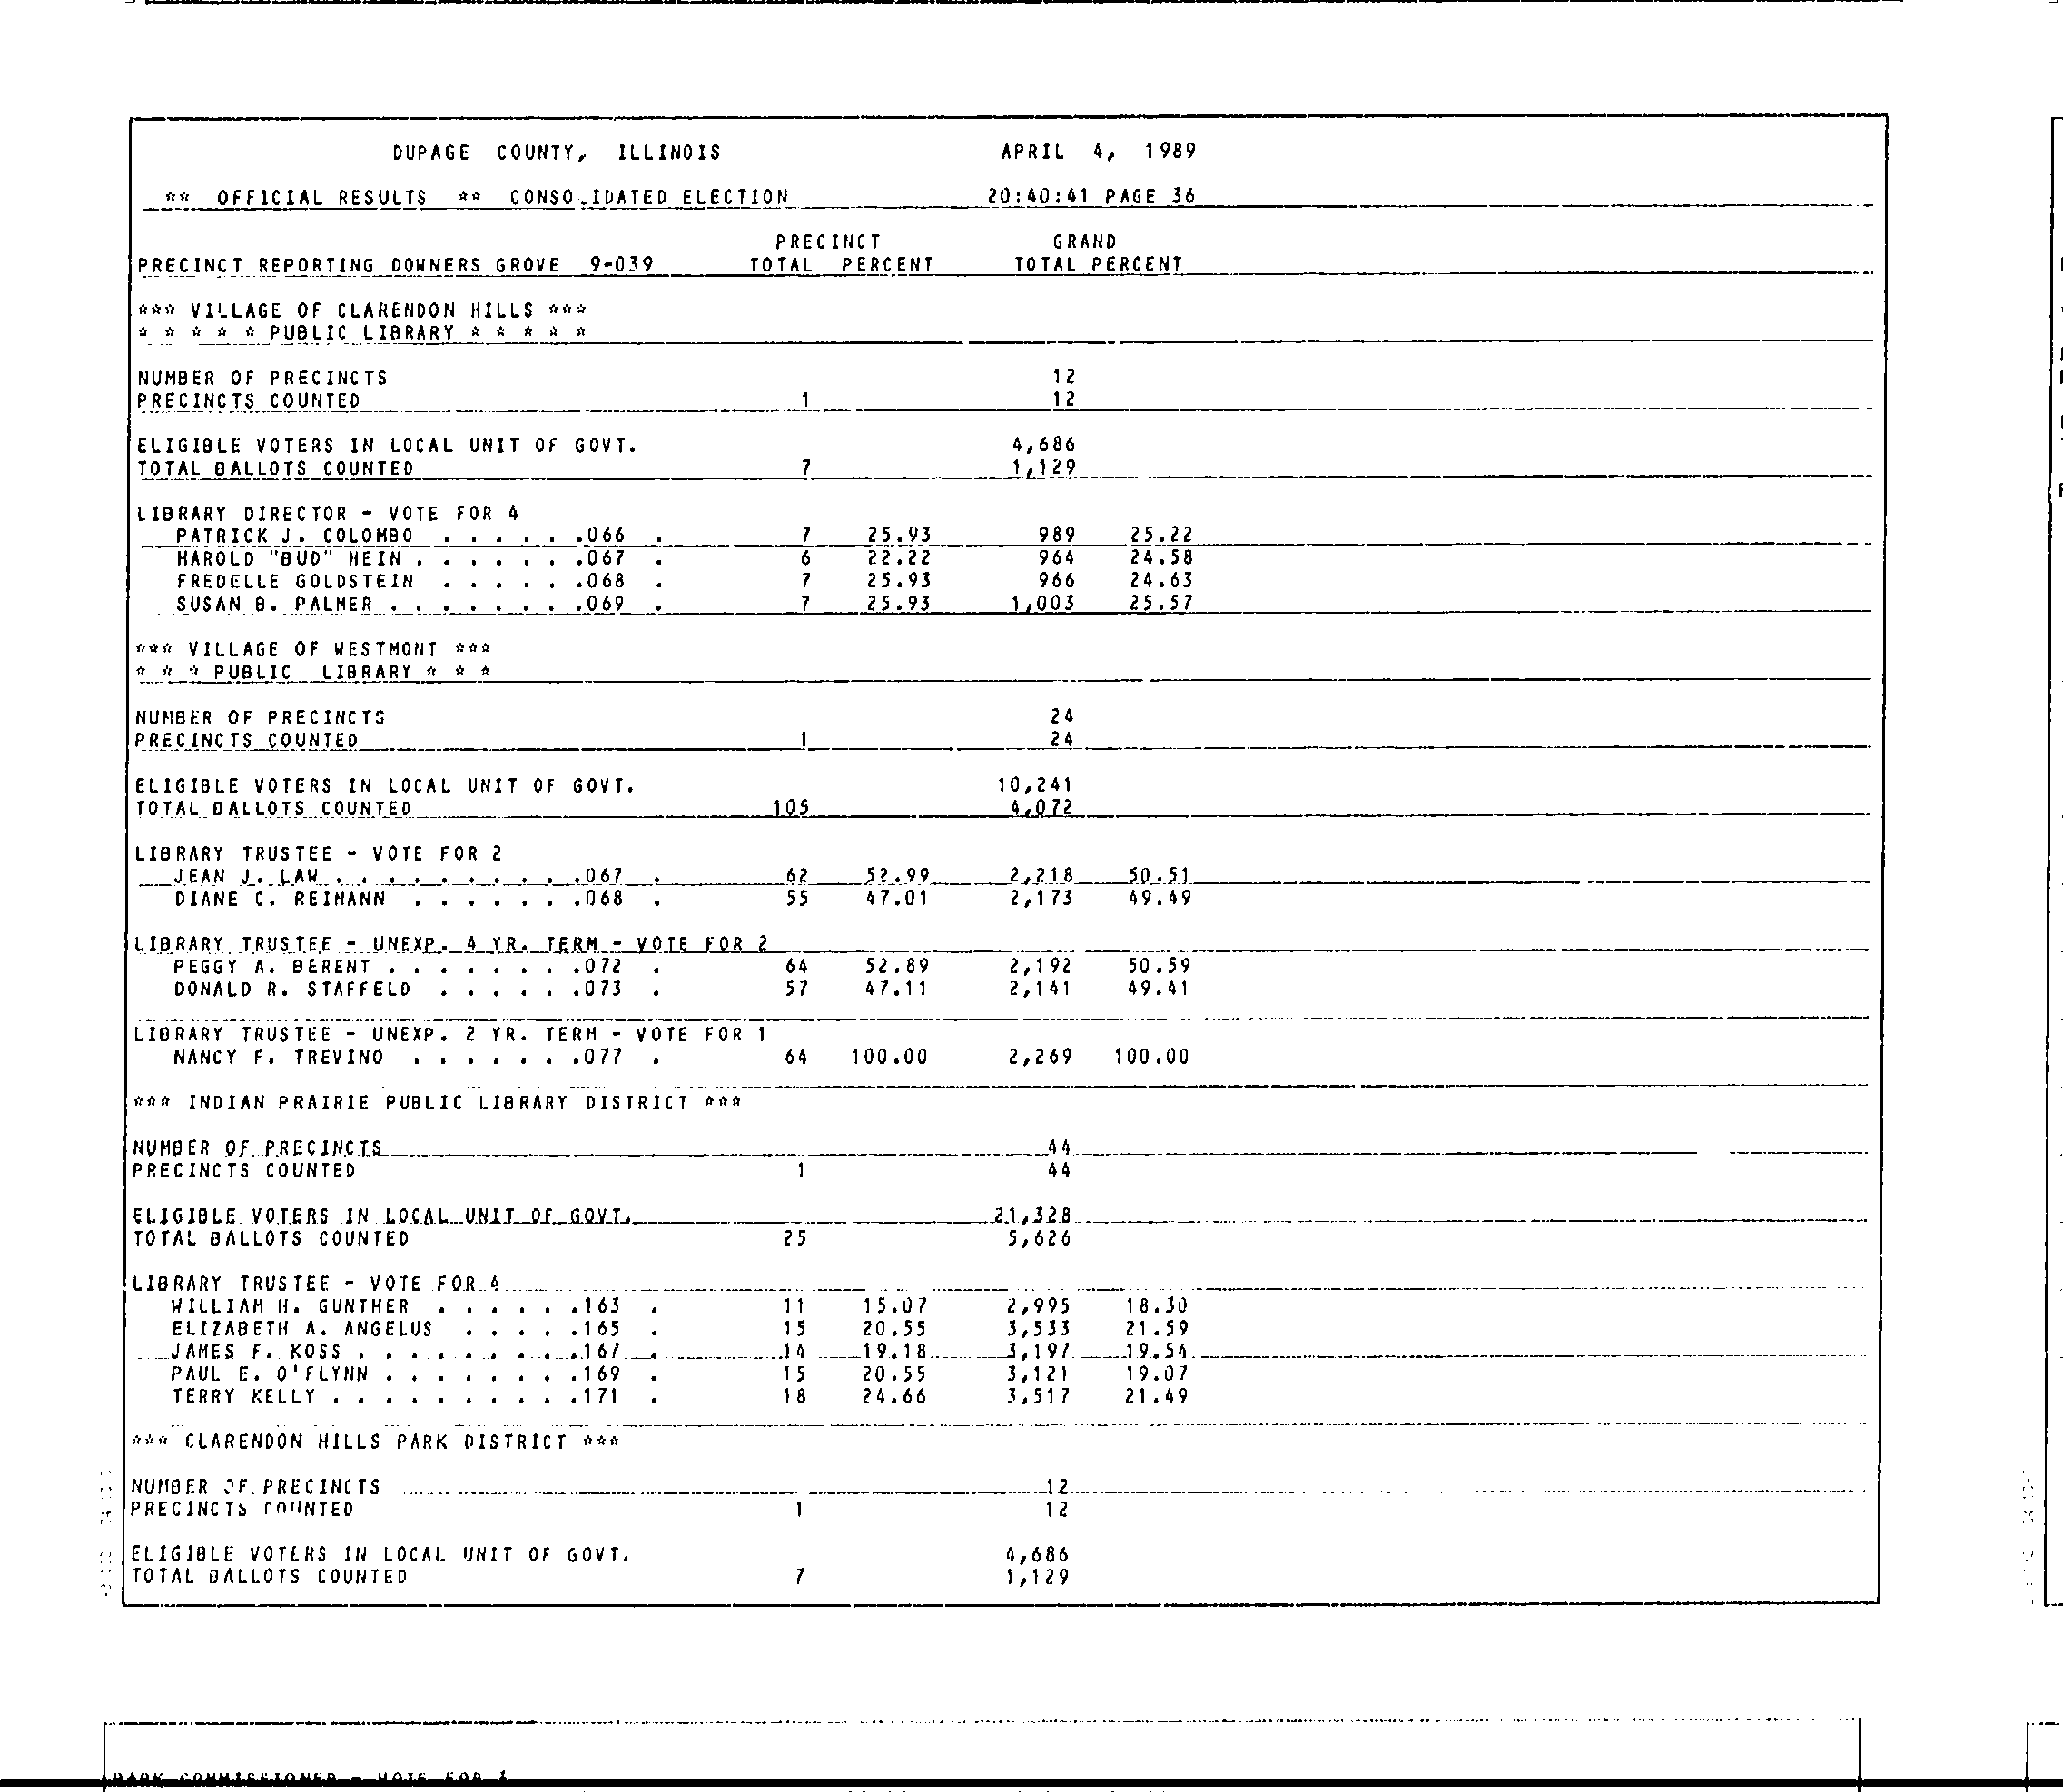 DUPAGE COUNTY, ILLINOIS APRIL 4, 1989
** OFFICIAL RESULTS ** CONSO.IDATED ELECTION 20:40:41 PAGE 36
PRECINCT GRAND
PRECINCT REPORTING DOWNERS GROVE 9-039 TOTAL PERCENT TOTAL PERCENT
*** VILLAGE OF CLARENDON HILLS ***
* * * * * PUBLIC LIBRARY * * * * *
NUMBER OF PRECINCTS 12
PRECINCTS COUNTED 1 12
ELIGIBLE VOTERS IN LOCAL UNIT OF GOVT. 4,686
TOTAL BALLOTS COUNTED 7 1,129
LIBRARY DIRECTOR - VOTE FOR 4
PATRICK J. COLOMBO . . . . . .066 . 7 25.93 989 25.22
HAROLD "BUD" HEIN . . . . . . .067 . 6 22.22 964 24.58
FREDELLE GOLDSTEIN . . . . . .068 . 7 25.93 966 24.63
SUSAN B. PALMER . . . . . . . .069 . 7 25.93 1,003 25.57
*** VILLAGE OF WESTMONT ***
* * * PUBLIC LIBRARY * * *
NUMBER OF PRECINCTS 24
PRECINCTS COUNTED 1 24
ELIGIBLE VOTERS IN LOCAL UNIT OF GOVT. 10,241
TOTAL BALLOTS COUNTED 105 4,072
LIBRARY TRUSTEE - VOTE FOR 2
JEAN J. LAW . . . . . . . . . .067 . 62 52.99 2,218 50.51
DIANE C. REIMANN . . . . . . .068 . 55 47.01 2,173 49.49
LIBRARY TRUSTEE - UNEXP. 4 YR. TERM - VOTE FOR 2
PEGGY A. BERENT . . . . . . . .072 . 64 52.89 2,192 50.59
DONALD R. STAFFELD . . . . . .073 . 57 47.11 2,141 49.41
LIBRARY TRUSTEE - UNEXP. 2 YR. TERM - VOTE FOR 1
NANCY F. TREVINO . . . . . . .077 . 64 100.00 2,269 100.00
*** INDIAN PRAIRIE PUBLIC LIBRARY DISTRICT ***
NUMBER OF PRECINCTS 44
PRECINCTS COUNTED 1 44
ELIGIBLE VOTERS IN LOCAL UNIT OF GOVT. 21,328
TOTAL BALLOTS COUNTED 25 5,626
LIBRARY TRUSTEE - VOTE FOR 4
WILLIAM H. GUNTHER . . . . . .163 . 11 15.07 2,995 18.30
ELIZABETH A. ANGELUS . . . . .165 . 15 20.55 3,533 21.59
JAMES F. KOSS . . . . . . . . .167 . 14 19.18 3,197 19.54
PAUL E. O'FLYNN . . . . . . . .169 . 15 20.55 3,121 19.07
TERRY KELLY . . . . . . . . . .171 . 18 24.66 3,517 21.49
*** CLARENDON HILLS PARK DISTRICT ***
NUMBER OF PRECINCTS 12
PRECINCTS COUNTED 1 12
ELIGIBLE VOTERS IN LOCAL UNIT OF GOVT. 4,686
TOTAL BALLOTS COUNTED 7 1,129
PARK COMMISSIONER - VOTE FOR